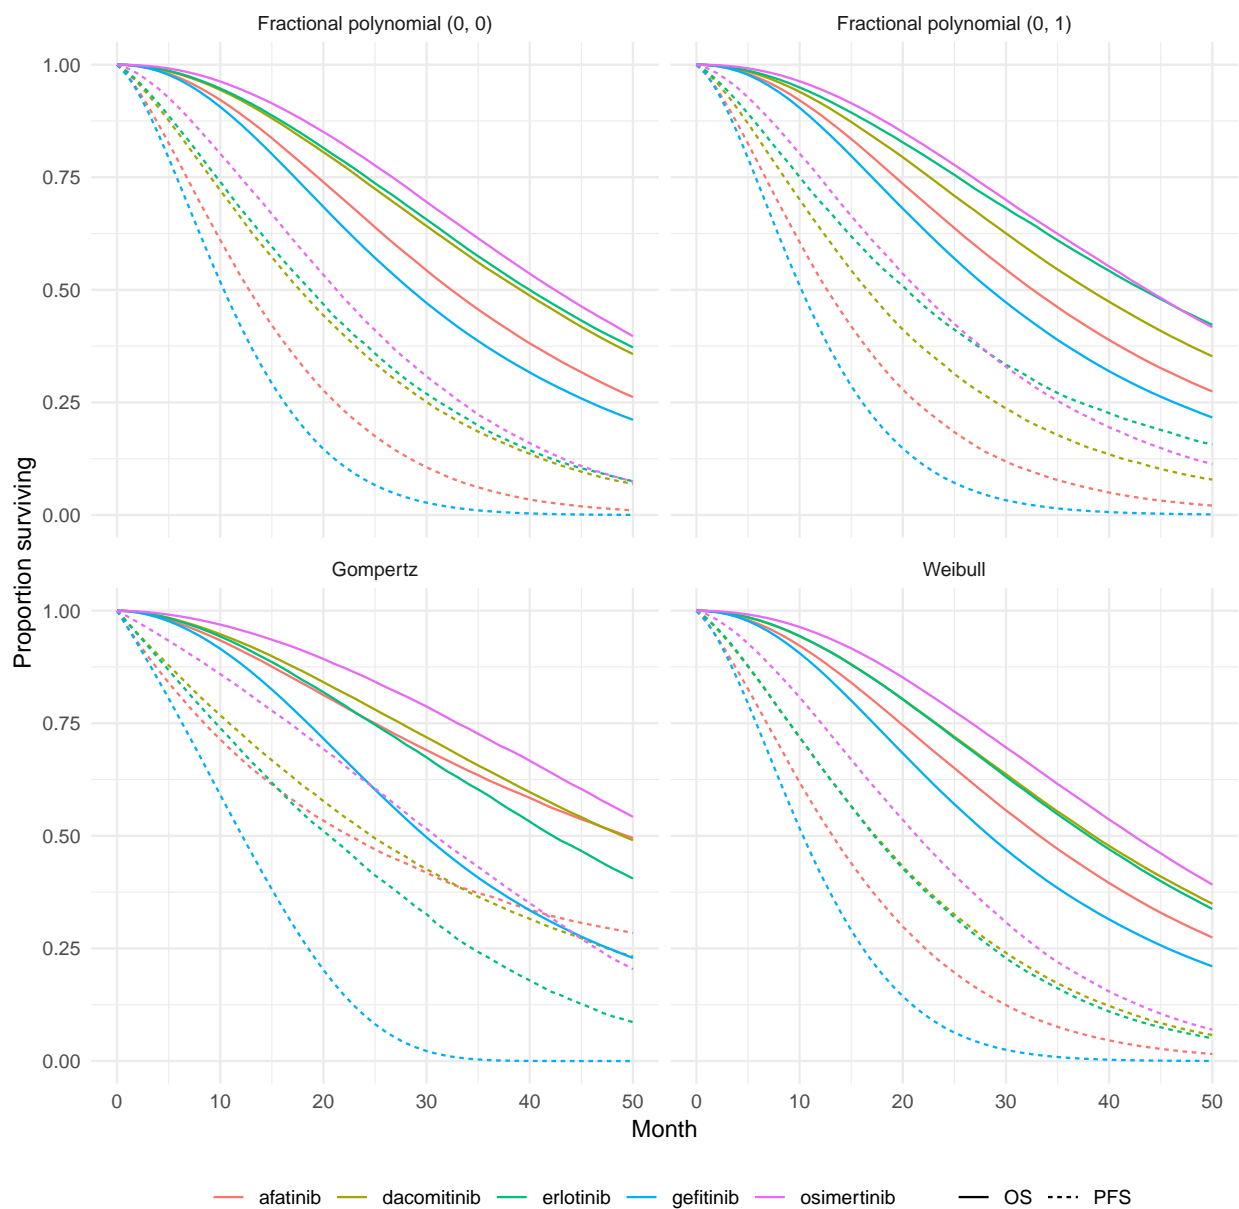 Fractional polynomial (0, 0)
Fractional polynomial (0, 1)
1.00
0.75
0.50
0.25
0.00
Gompertz
Weibull
1.00
0.75
0.50
0.25
0.00
Proportion surviving
0 10 20 30 40 50
0 10 20 30 40 50
Month
afatinib dacomitinib erlotinib gefitinib osimertinib OS PFS